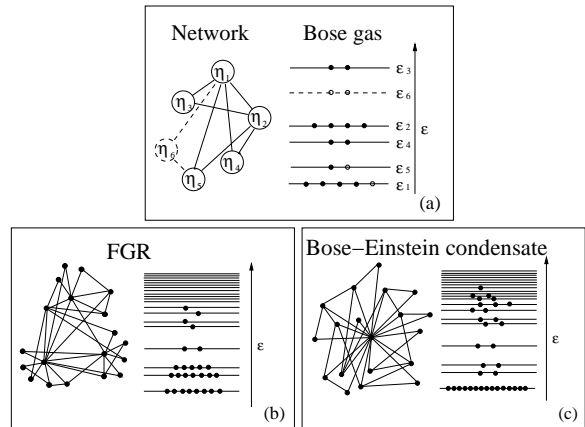 Network
Bose gas
η₁
η₃
η₂
η₆
η₅
η₄
ε₃
ε₆
ε₂
ε₄
ε₅
ε₁
ε
(a)
FGR
ε
(b)
Bose−Einstein condensate
ε
(c)